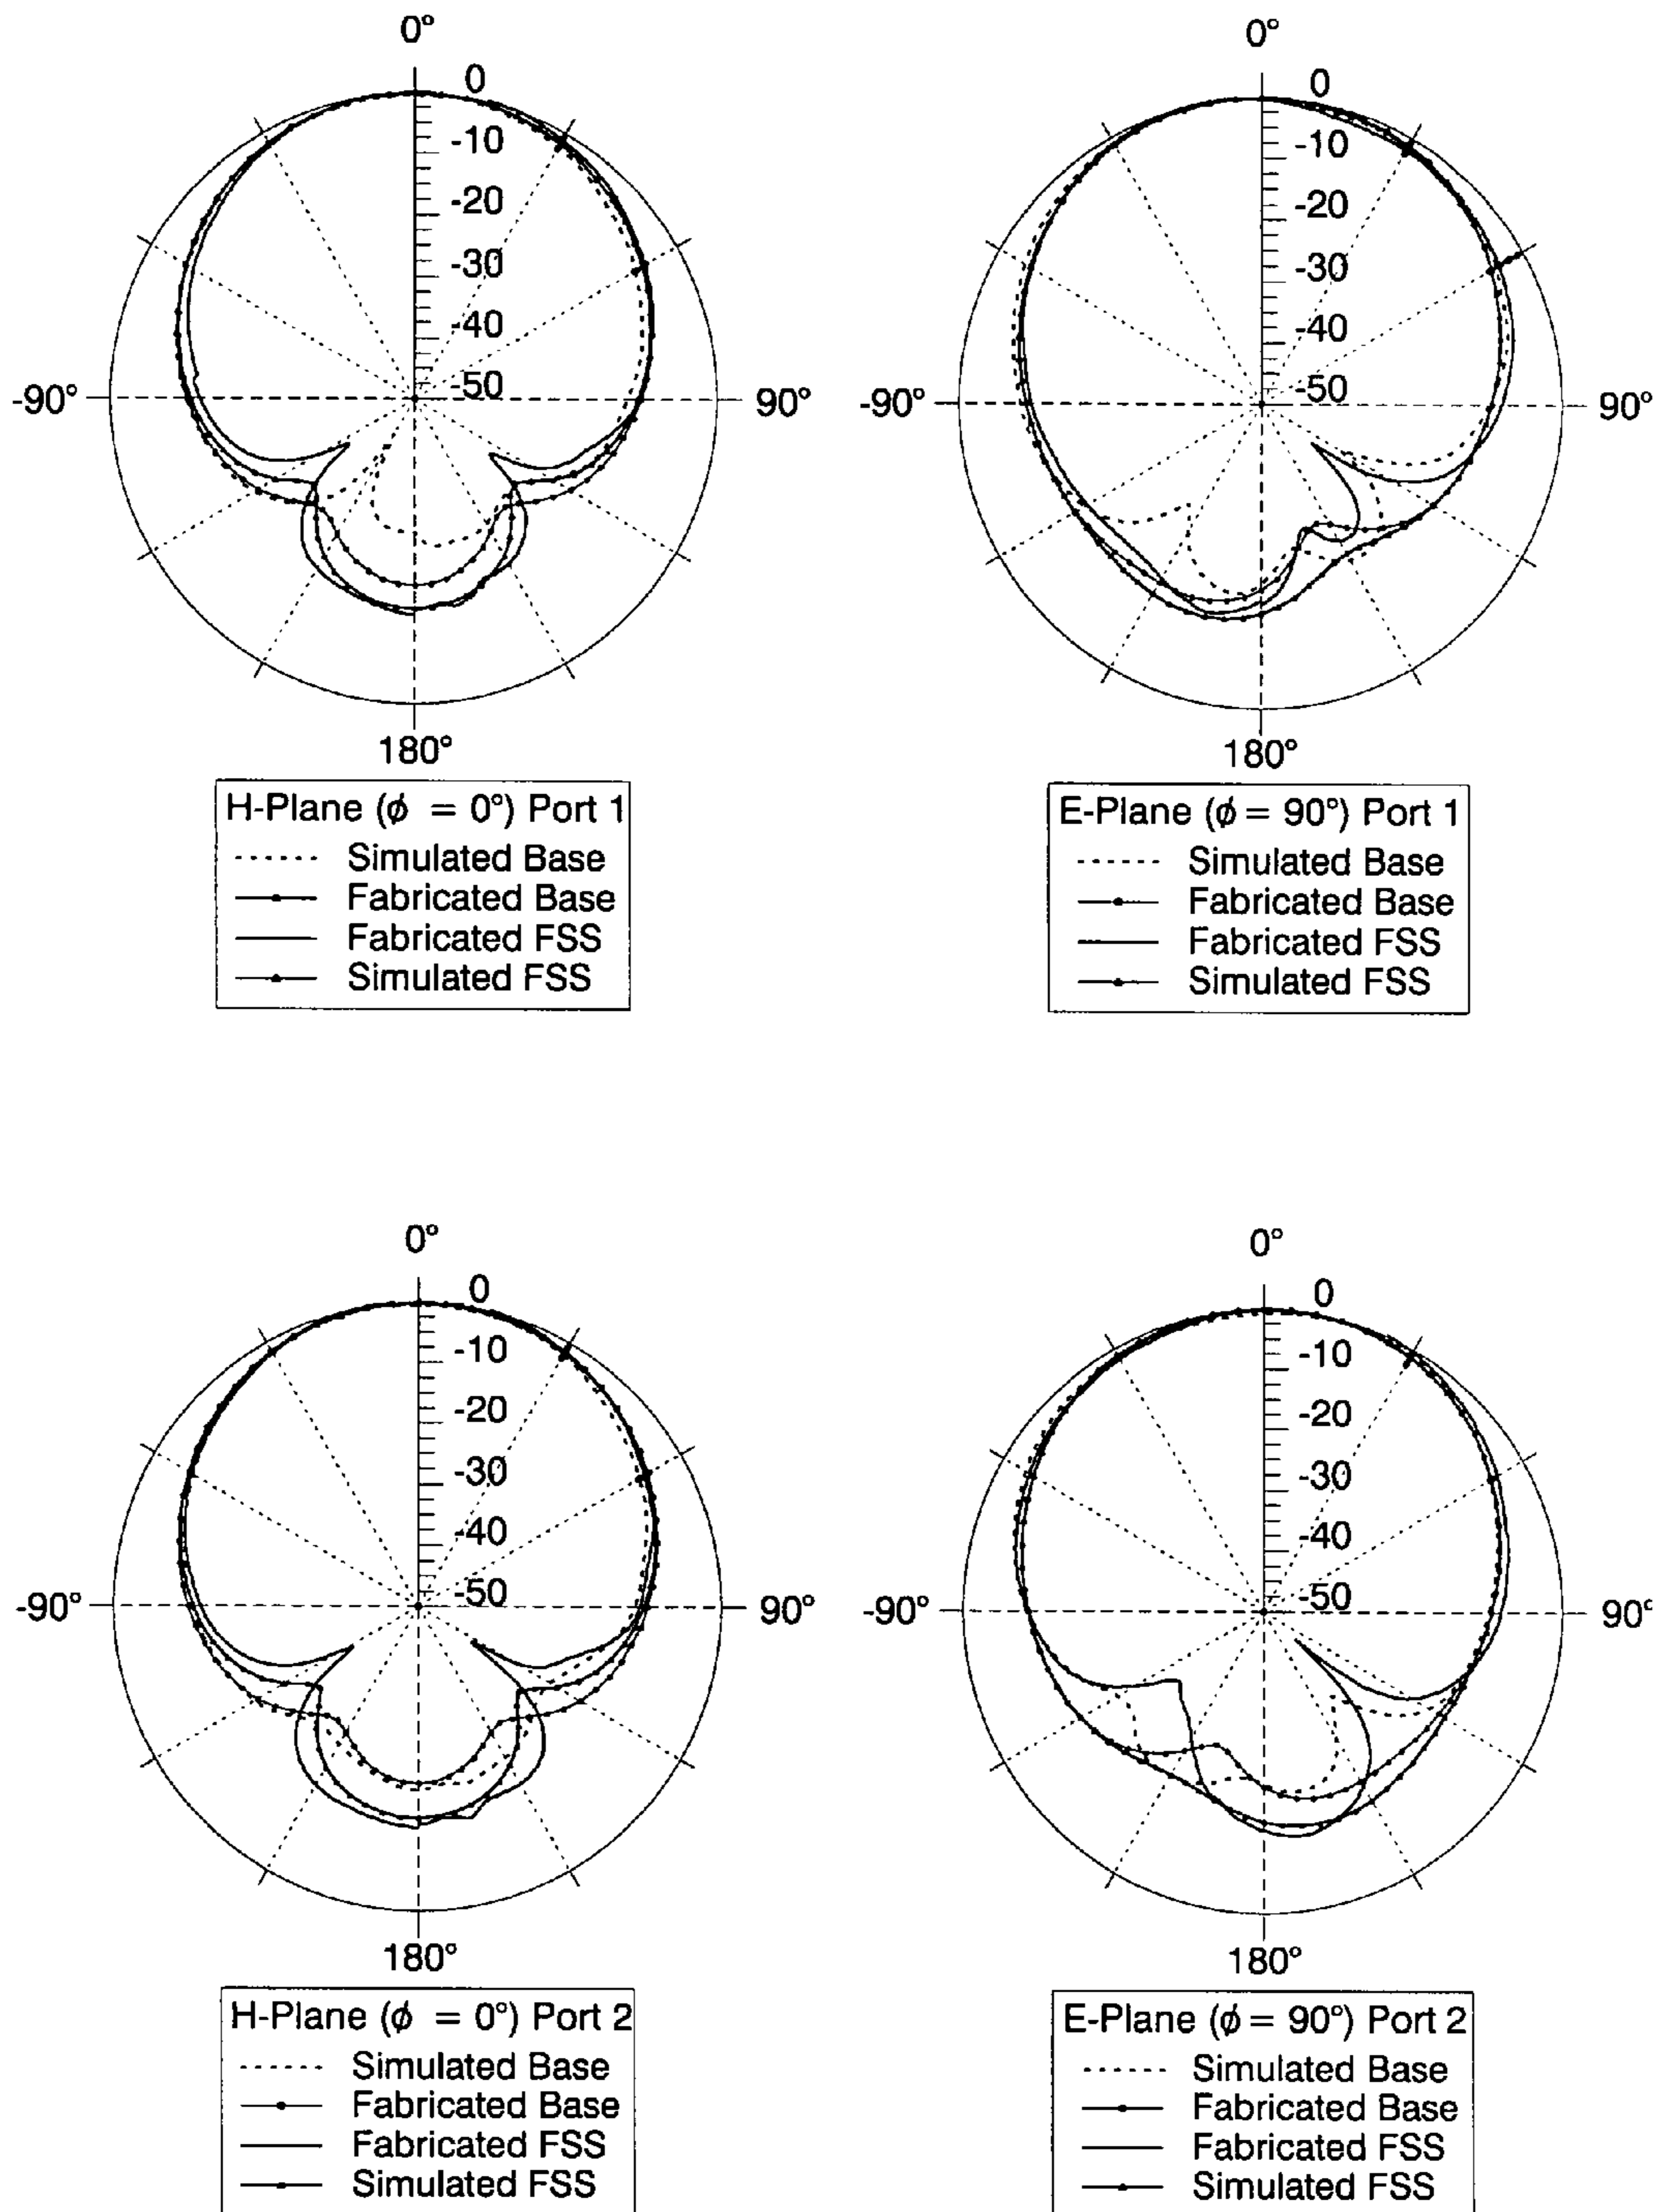 0°
0
-10
-20
-30
-40
-50
-90°
90°
180°
H-Plane (ϕ = 0°) Port 1
Simulated Base
Fabricated Base
Fabricated FSS
Simulated FSS
0°
0
-10
-20
-30
-40
-50
-90°
90°
180°
E-Plane (ϕ = 90°) Port 1
Simulated Base
Fabricated Base
Fabricated FSS
Simulated FSS
0°
0
-10
-20
-30
-40
-50
-90°
90°
180°
H-Plane (ϕ = 0°) Port 2
Simulated Base
Fabricated Base
Fabricated FSS
Simulated FSS
0°
0
-10
-20
-30
-40
-50
-90°
90°
180°
E-Plane (ϕ = 90°) Port 2
Simulated Base
Fabricated Base
Fabricated FSS
Simulated FSS